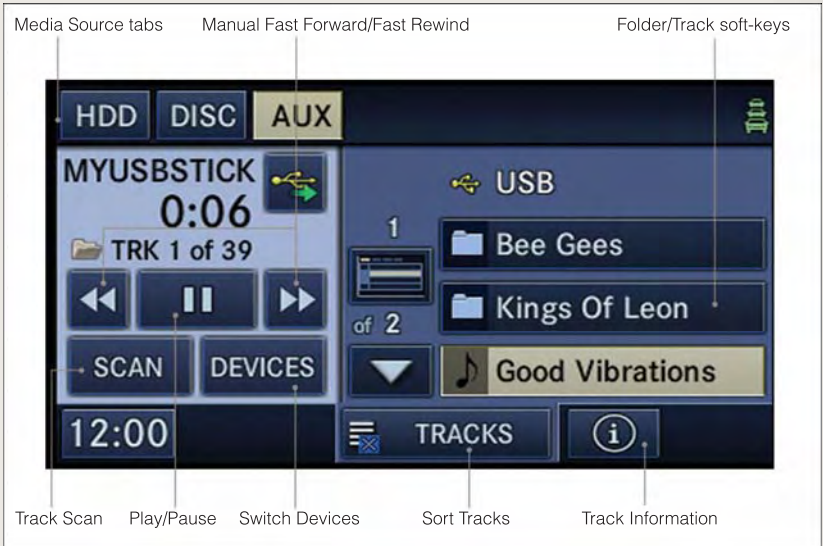 Media Source tabs
Manual Fast Forward/Fast Rewind
Folder/Track soft-keys
HDD
DISC
AUX
MYUSBSTICK
0:06
TRK 1 of 39
SCAN
DEVICES
12:00
USB
1
of 2
Bee Gees
Kings Of Leon
Good Vibrations
TRACKS
i
Track Scan
Play/Pause
Switch Devices
Sort Tracks
Track Information